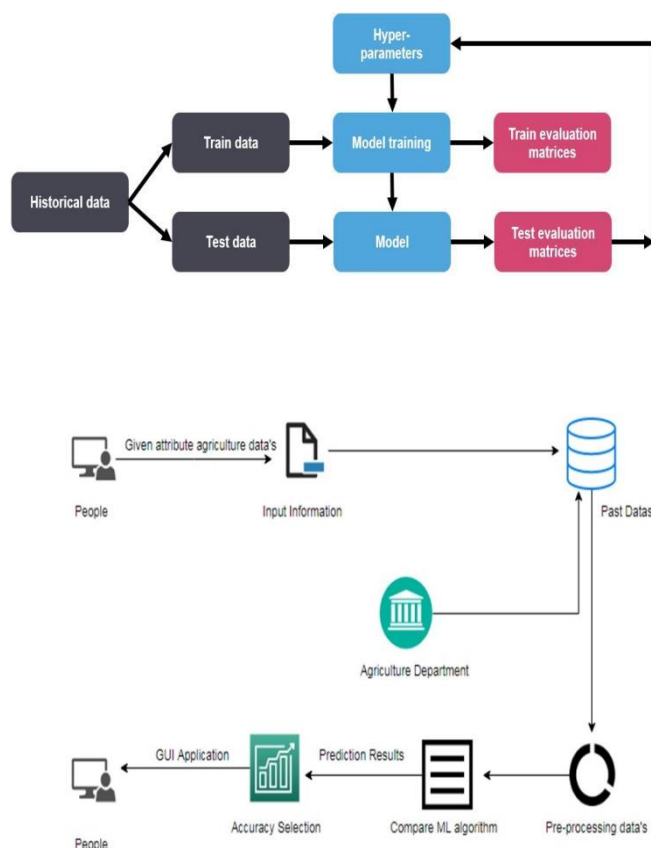 Hyper-
parameters
Train data
Model training
Train evaluation
matrices
Historical data
Test data
Model
Test evaluation
matrices
Given attribute agriculture data's
People
Input Information
Past Datas
Agriculture Department
GUI Application
Prediction Results
People
Accuracy Selection
Compare ML algorithm
Pre-processing data's